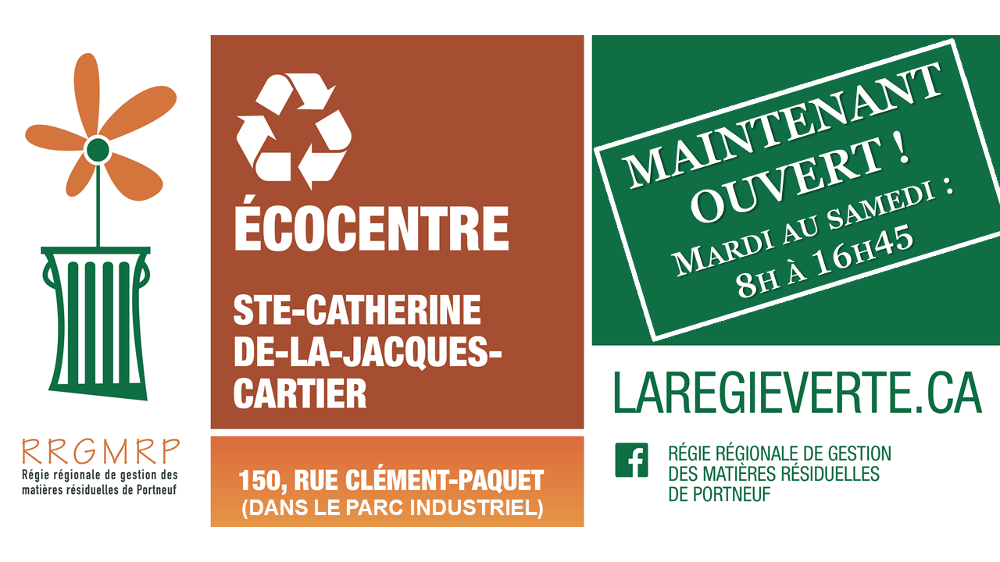 RRGMRP
Régie régionale de gestion des
matières résiduelles de Portneuf
ÉCOCENTRE
STE-CATHERINE
DE-LA-JACQUES-
CARTIER
150, RUE CLÉMENT-PAQUET
(DANS LE PARC INDUSTRIEL)
MAINTENANT
OUVERT !
MARDI AU SAMEDI :
8H À 16H45
LAREGIEVERTE.CA
RÉGIE RÉGIONALE DE GESTION
DES MATIÈRES RÉSIDUELLES
DE PORTNEUF